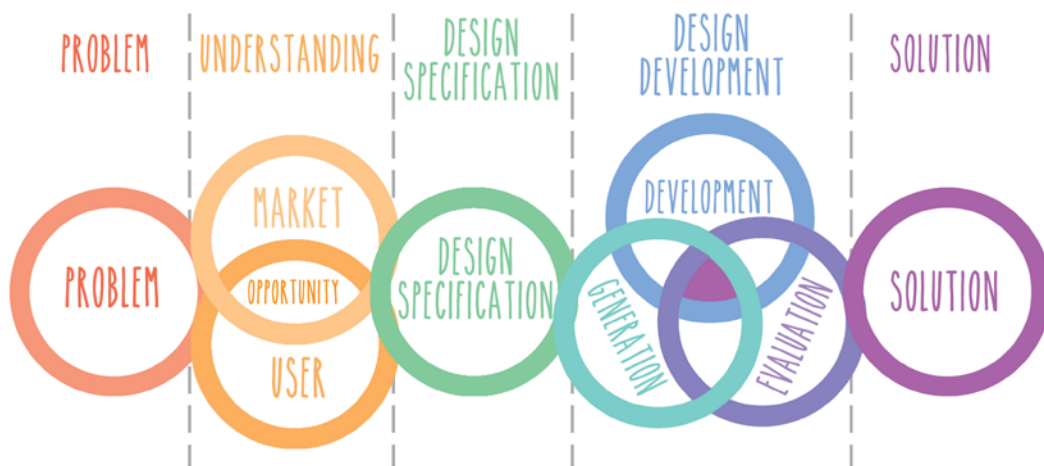 PROBLEM
UNDERSTANDING
DESIGN
SPECIFICATION
DESIGN
DEVELOPMENT
SOLUTION
PROBLEM
MARKET
OPPORTUNITY
USER
DESIGN
SPECIFICATION
DEVELOPMENT
GENERATION
EVALUATION
SOLUTION